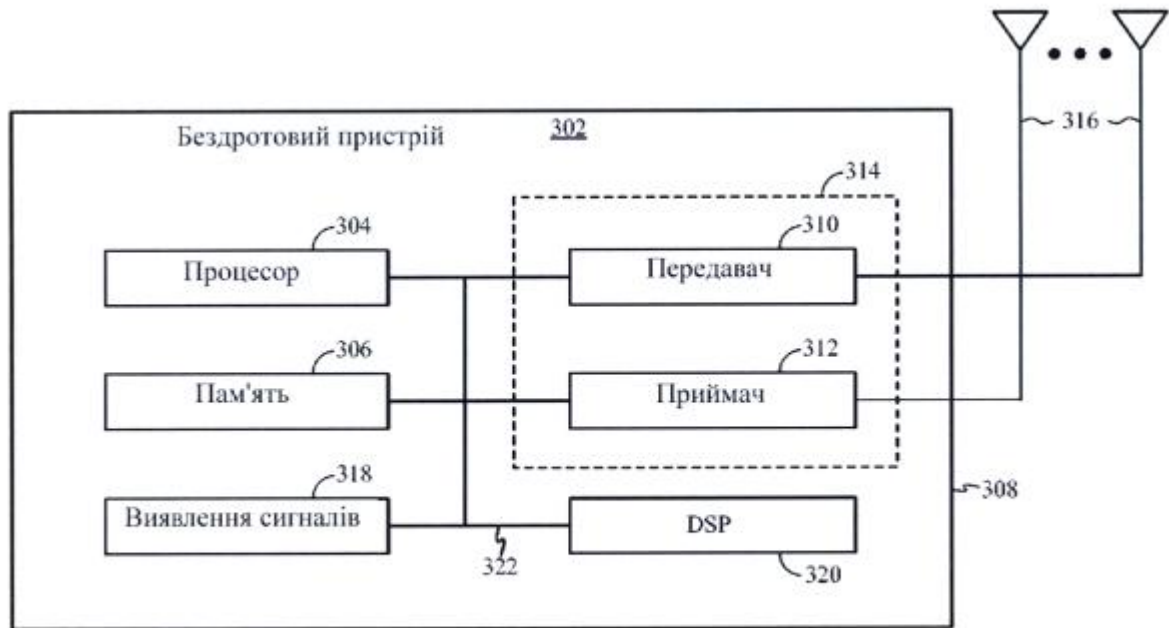 316
Бездротовий пристрій 302
314
304
310
Процесор
Передавач
306
312
Пам'ять
Приймач
318
308
Виявлення сигналів
DSP
322
320